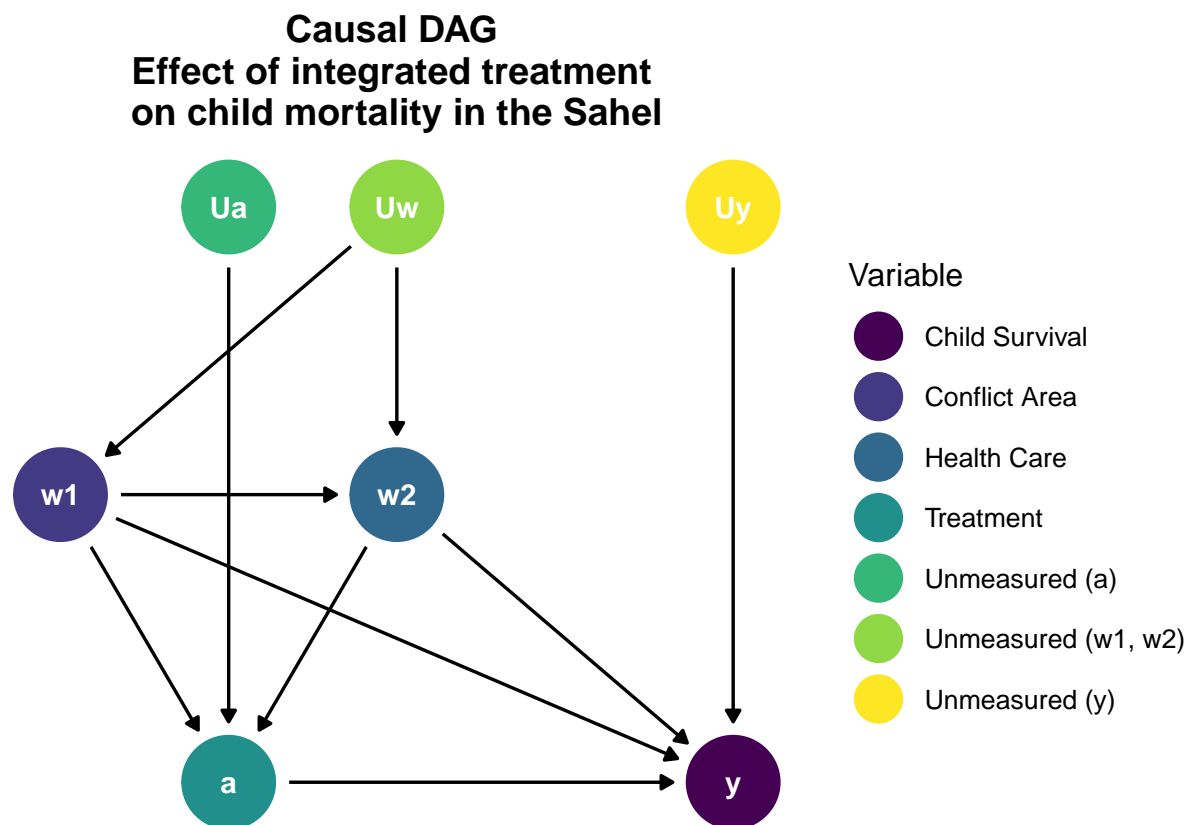 Causal DAG
Effect of integrated treatment
on child mortality in the Sahel
Ua
Uw
Uy
w1
w2
a
y
Variable
Child Survival
Conflict Area
Health Care
Treatment
Unmeasured (a)
Unmeasured (w1, w2)
Unmeasured (y)